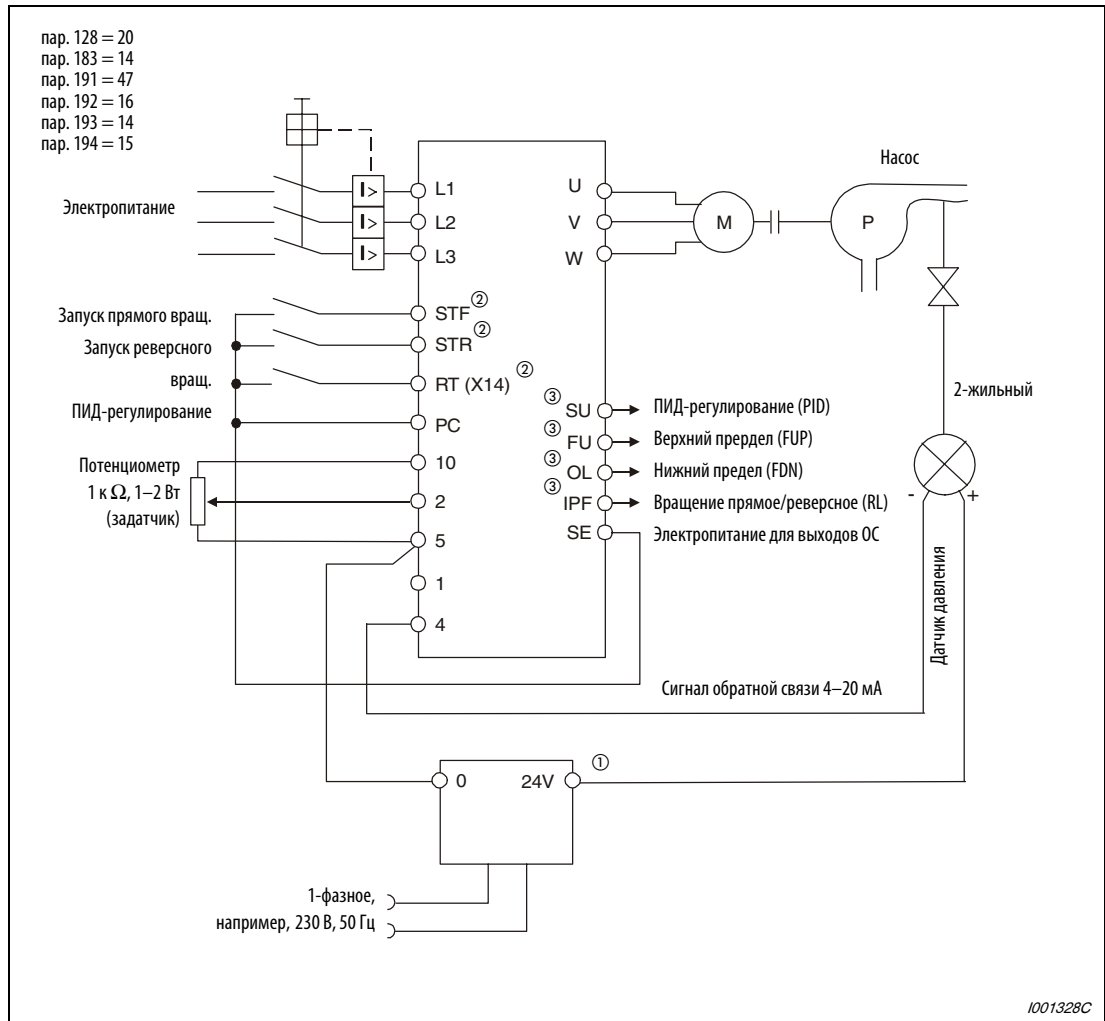 пар. 128 = 20
пар. 183 = 14
пар. 191 = 47
пар. 192 = 16
пар. 193 = 14
пар. 194 = 15
Электропитание
I>
I>
I>
L1
L2
L3
U
V
W
M
P
Насос
Запуск прямого вращ.
Запуск реверсного
вращ.
ПИД-регулирование
STF ②
STR ②
RT (X14) ②
PC
10
2
5
1
4
Потенциометр
1 к Ω, 1–2 Вт
(задатчик)
③ SU
③ FU
③ OL
③ IPF
SE
ПИД-регулирование (PID)
Верхний прердел (FUP)
Нижний предел (FDN)
Вращение прямое/реверсное (RL)
Электропитание для выходов ОС
2-жильный
- +
Датчик давления
Сигнал обратной связи 4–20 мА
0
24V
①
1-фазное,
например, 230 В, 50 Гц
I001328C